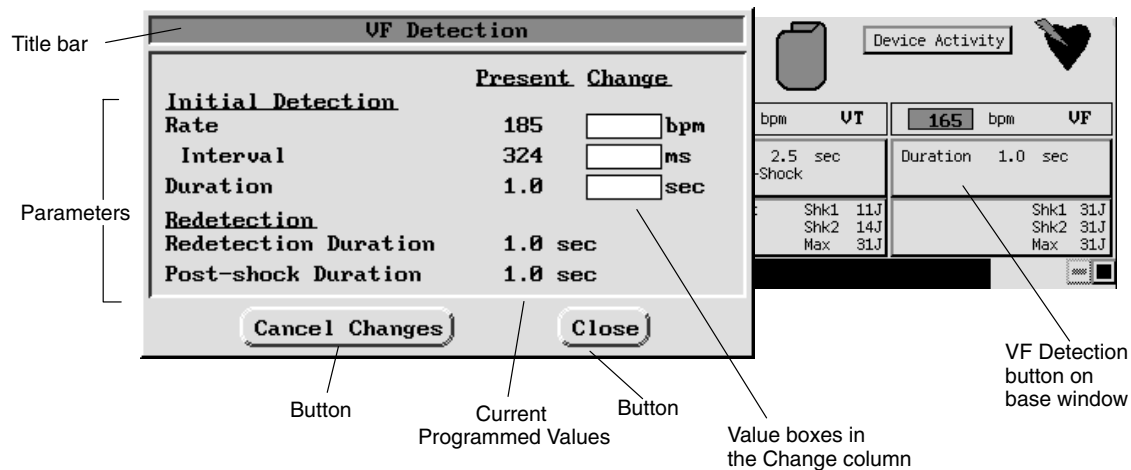 Title bar
VF Detection
Present Change
Initial Detection
Rate 185 bpm
Interval 324 ms
Duration 1.0 sec
Redetection
Redetection Duration 1.0 sec
Post-shock Duration 1.0 sec
Cancel Changes
Close
Parameters
Device Activity
bpm VT
165 bpm VF
2.5 sec
-Shock
Duration 1.0 sec
Shk1 11J
Shk2 14J
Max 31J
Shk1 31J
Shk2 31J
Max 31J
Button
Current
Programmed Values
Button
Value boxes in
the Change column
VF Detection
button on
base window